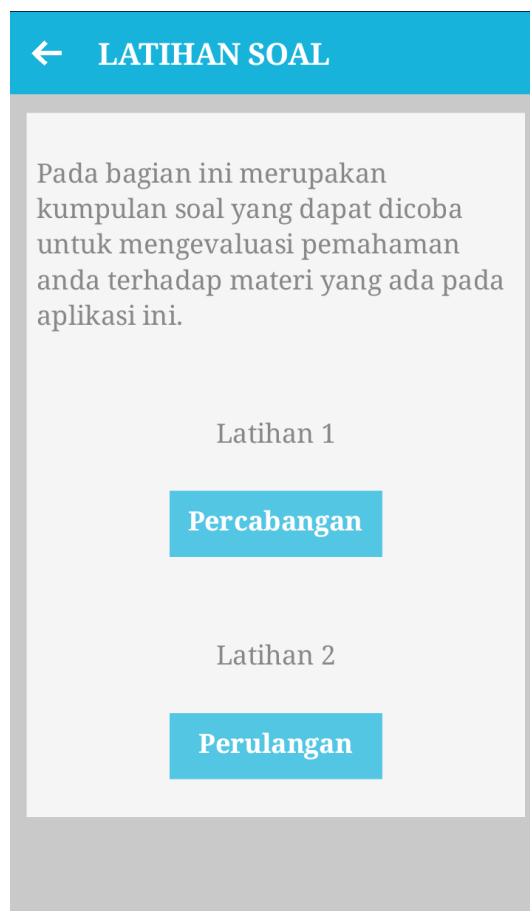 LATIHAN SOAL
Pada bagian ini merupakan
kumpulan soal yang dapat dicoba
untuk mengevaluasi pemahaman
anda terhadap materi yang ada pada
aplikasi ini.
Latihan 1
Percabangan
Latihan 2
Perulangan